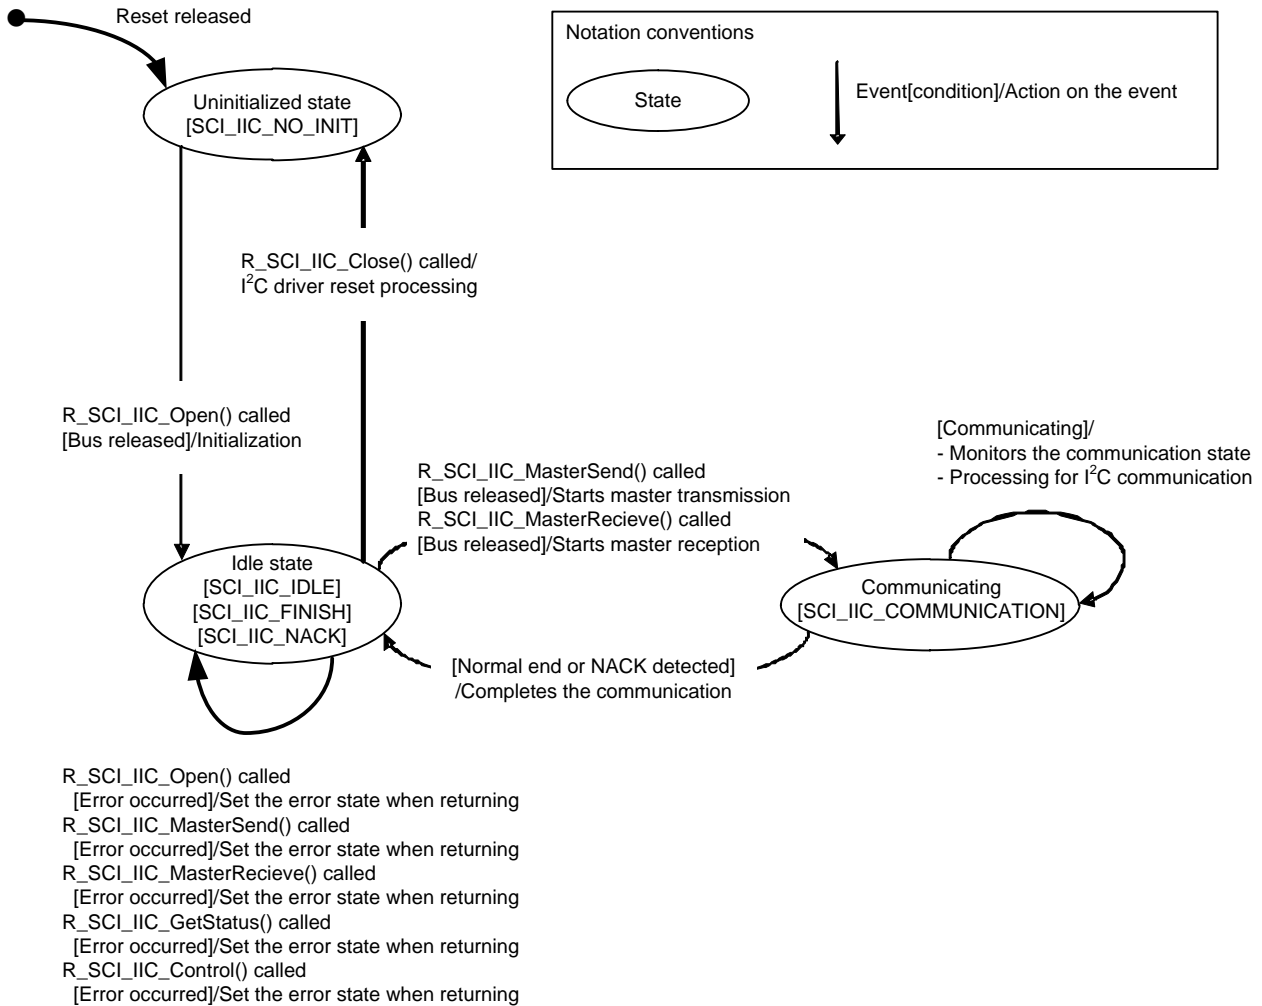 Reset released
Notation conventions
State
Event[condition]/Action on the event
Uninitialized state
[SCI_IIC_NO_INIT]
R_SCI_IIC_Close() called/
I²C driver reset processing
R_SCI_IIC_Open() called
[Bus released]/Initialization
R_SCI_IIC_MasterSend() called
[Bus released]/Starts master transmission
R_SCI_IIC_MasterRecieve() called
[Bus released]/Starts master reception
[Communicating]/
- Monitors the communication state
- Processing for I²C communication
Idle state
[SCI_IIC_IDLE]
[SCI_IIC_FINISH]
[SCI_IIC_NACK]
Communicating
[SCI_IIC_COMMUNICATION]
[Normal end or NACK detected]
/Completes the communication
R_SCI_IIC_Open() called
[Error occurred]/Set the error state when returning
R_SCI_IIC_MasterSend() called
[Error occurred]/Set the error state when returning
R_SCI_IIC_MasterRecieve() called
[Error occurred]/Set the error state when returning
R_SCI_IIC_GetStatus() called
[Error occurred]/Set the error state when returning
R_SCI_IIC_Control() called
[Error occurred]/Set the error state when returning